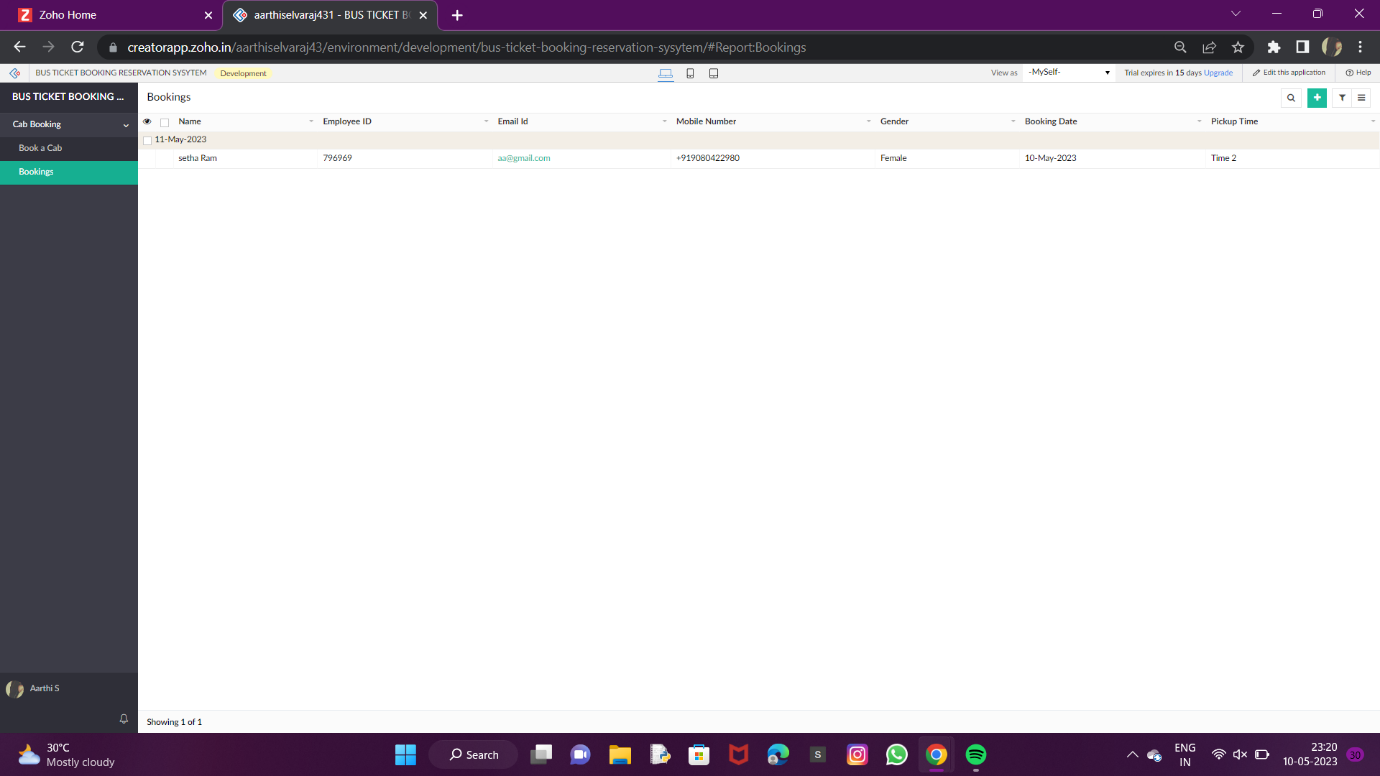 Zoho Home
aarthiselvaraj431 - BUS TICKET B
creatorapp.zoho.in/aarthiselvaraj43/environment/development/bus-ticket-booking-reservation-sysytem/#Report:Bookings
BUS TICKET BOOKING RESERVATION SYSYTEM Development View as -MySelf- Trial expires in 15 days Upgrade Edit this application Help
BUS TICKET BOOKING ...
Bookings
Cab Booking
Book a Cab
Bookings
Name Employee ID Email Id Mobile Number Gender Booking Date Pickup Time
11-May-2023
setha Ram 796969 aa@gmail.com +919080422980 Female 10-May-2023 Time 2
Aarthi S
Showing 1 of 1
30°C
Mostly cloudy
Search
S
ENG
IN
23:20
10-05-2023
30